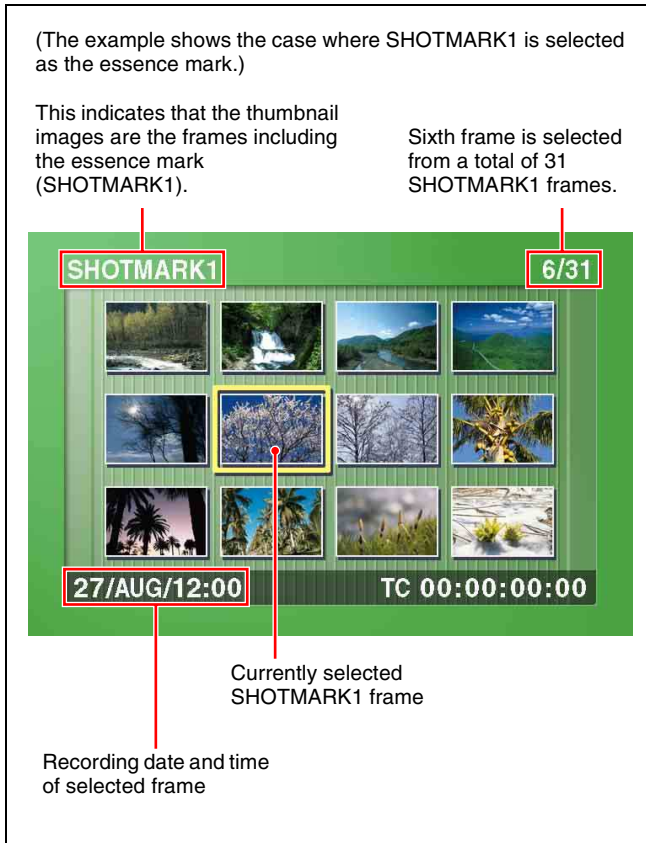 (The example shows the case where SHOTMARK1 is selected
as the essence mark.)
This indicates that the thumbnail
images are the frames including
the essence mark
(SHOTMARK1).
Sixth frame is selected
from a total of 31
SHOTMARK1 frames.
SHOTMARK1
6/31
27/AUG/12:00
TC 00:00:00:00
Currently selected
SHOTMARK1 frame
Recording date and time
of selected frame